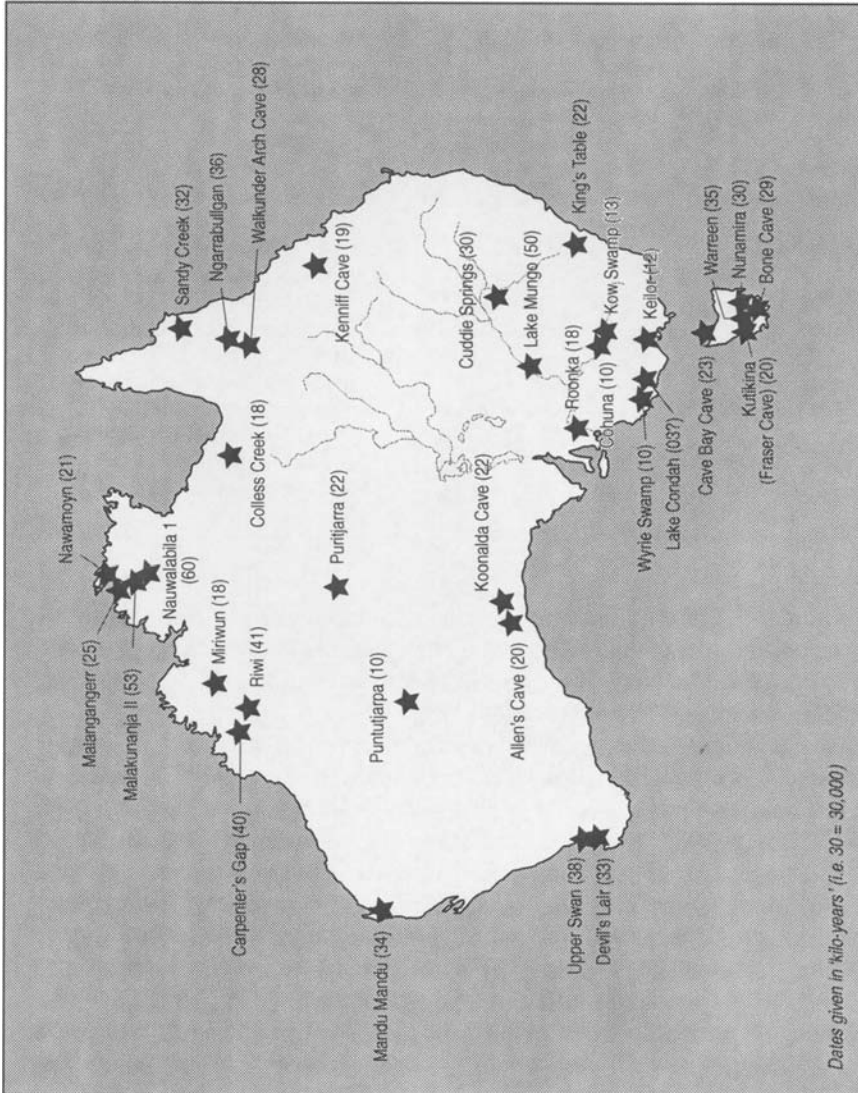 Nawamoyn (21)
Malangangerr (25)
Malakunanja II (53)
Nauwalabila 1
(60)
Sandy Creek (32)
Ngarrabullgan (36)
Walkunder Arch Cave (28)
Miriwun (18)
Riwi (41)
Carpenter's Gap (40)
Colless Creek (18)
Kenniff Cave (19)
Puritjarra (22)
Mandu Mandu (34)
Puntutjarpa (10)
Cuddie Springs (30)
Lake Mungo (50)
King's Table (22)
Koonalda Cave (22)
Allen's Cave (20)
Roonka (18)
Cohuna (10)
Kow Swamp (13)
Upper Swan (38)
Devil's Lair (33)
Keilor (12)
Wyrie Swamp (10)
Lake Condah (03?)
Cave Bay Cave (23)
Warreen (35)
Nunamira (30)
Bone Cave (29)
Kutikina
(Fraser Cave) (20)
Dates given in 'kilo-years' (i.e. 30 = 30,000)